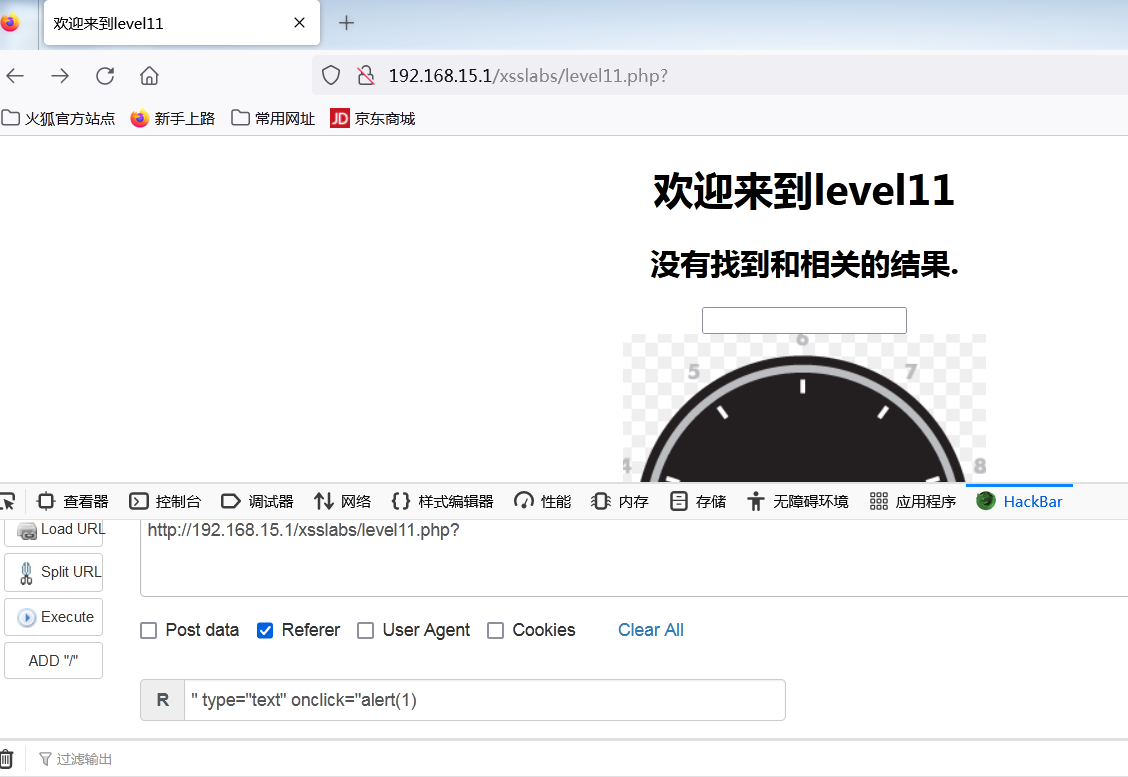 欢迎来到level11
192.168.15.1/xsslabs/level11.php?
火狐官方站点 新手上路 常用网址 JD 京东商城
欢迎来到level11
没有找到和相关的结果.
6
5 7
4 8
查看器 控制台 调试器 网络 样式编辑器 性能 内存 存储 无障碍环境 应用程序 HackBar
Load URL
http://192.168.15.1/xsslabs/level11.php?
Split URL
Execute
Post data Referer User Agent Cookies Clear All
ADD "/"
R " type="text" onclick="alert(1)
过滤输出